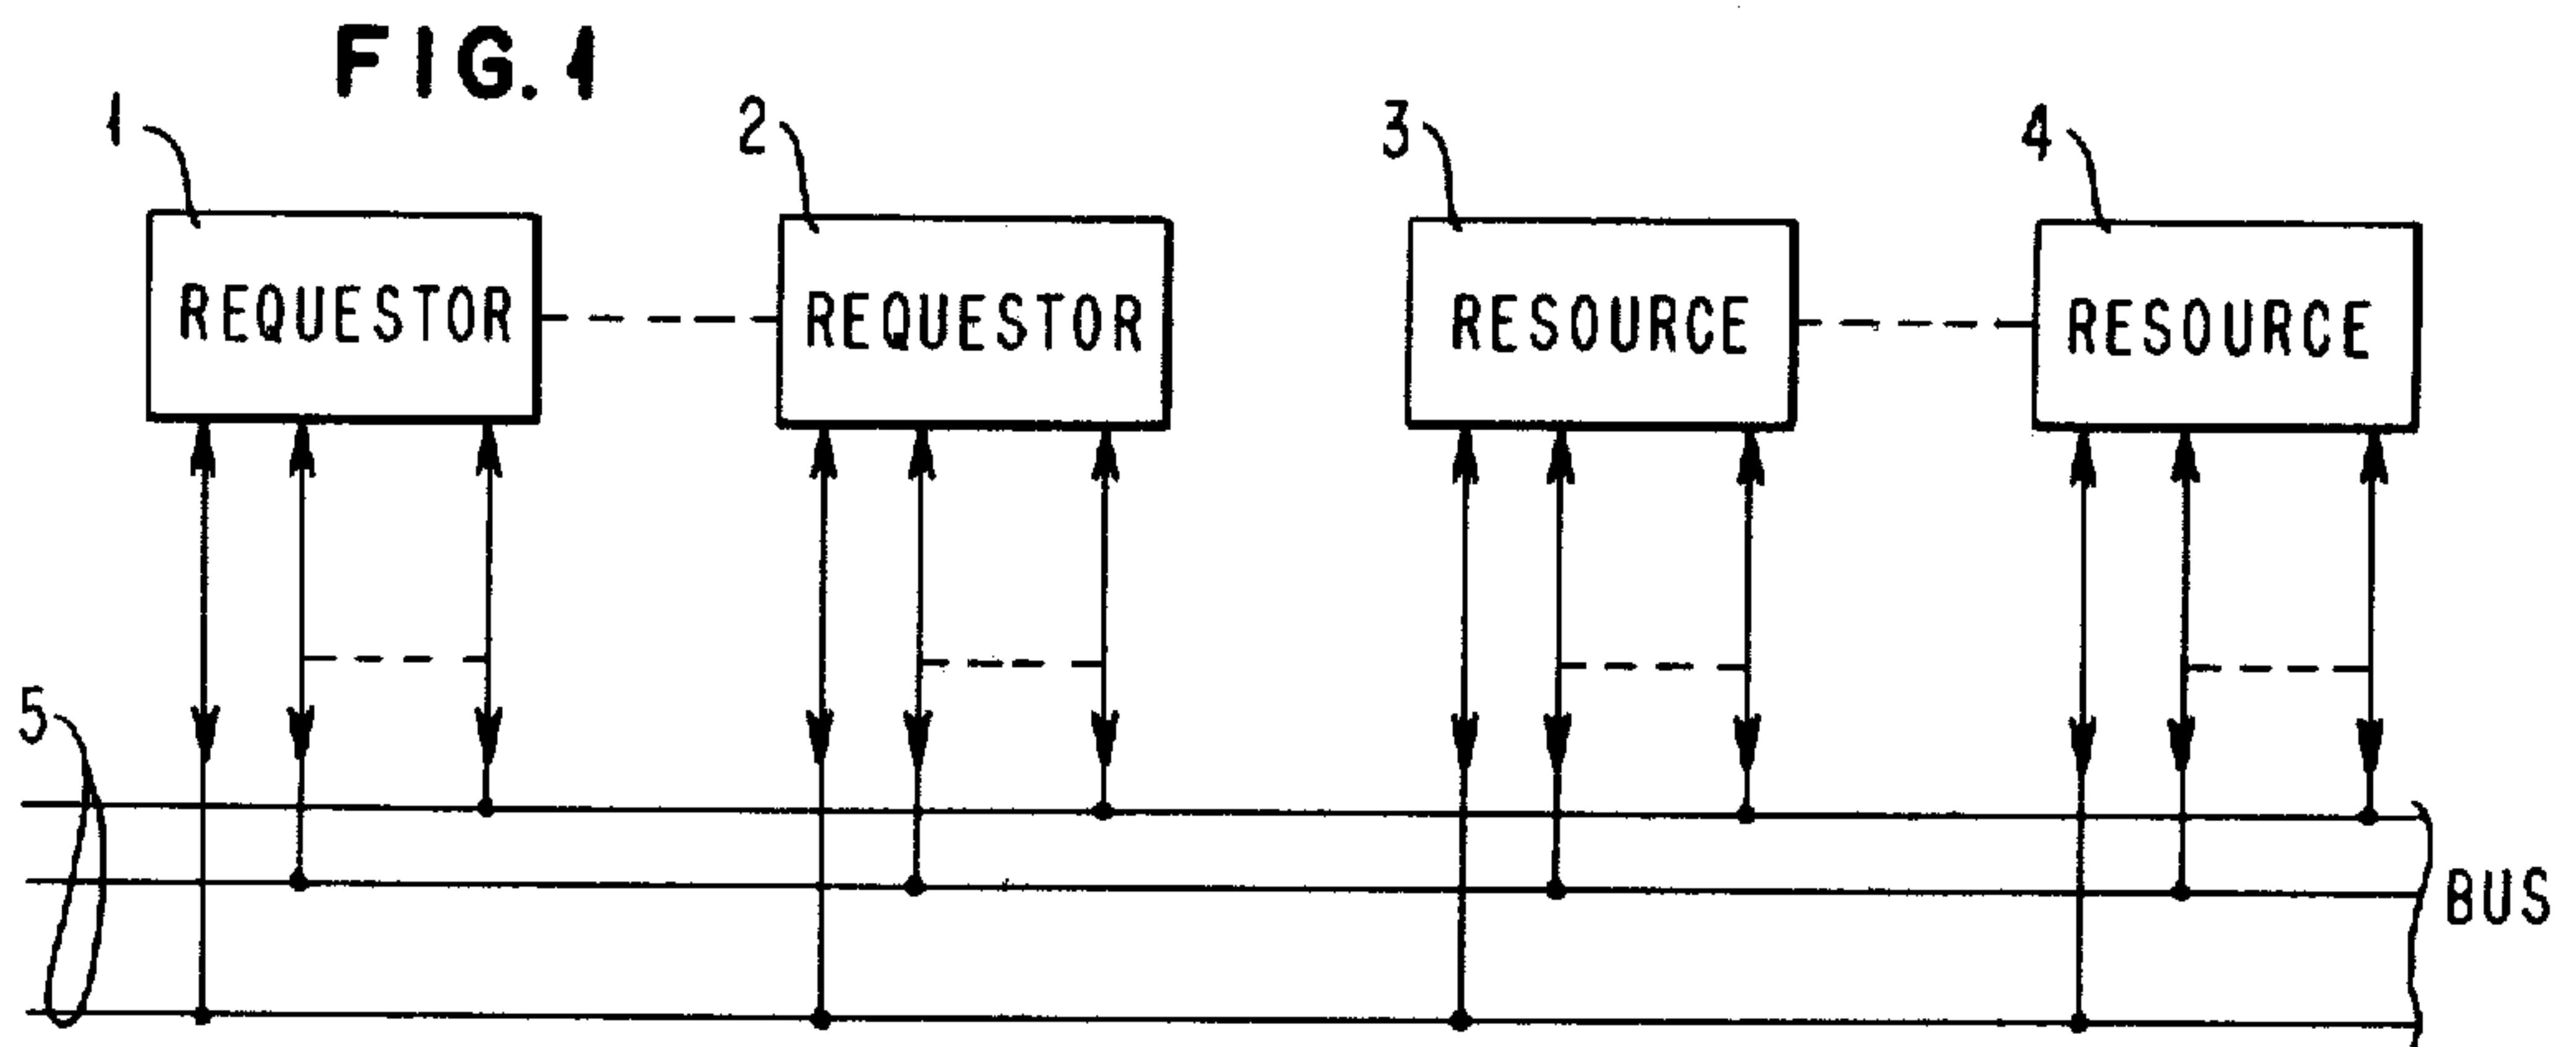 FIG. 1
1
2
3
4
REQUESTOR
REQUESTOR
RESOURCE
RESOURCE
5
BUS